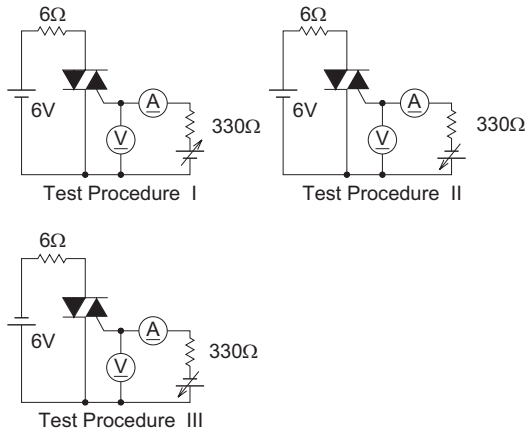 6Ω
6V
A
V
330Ω
Test Procedure I
6Ω
6V
A
V
330Ω
Test Procedure II
6Ω
6V
A
V
330Ω
Test Procedure III